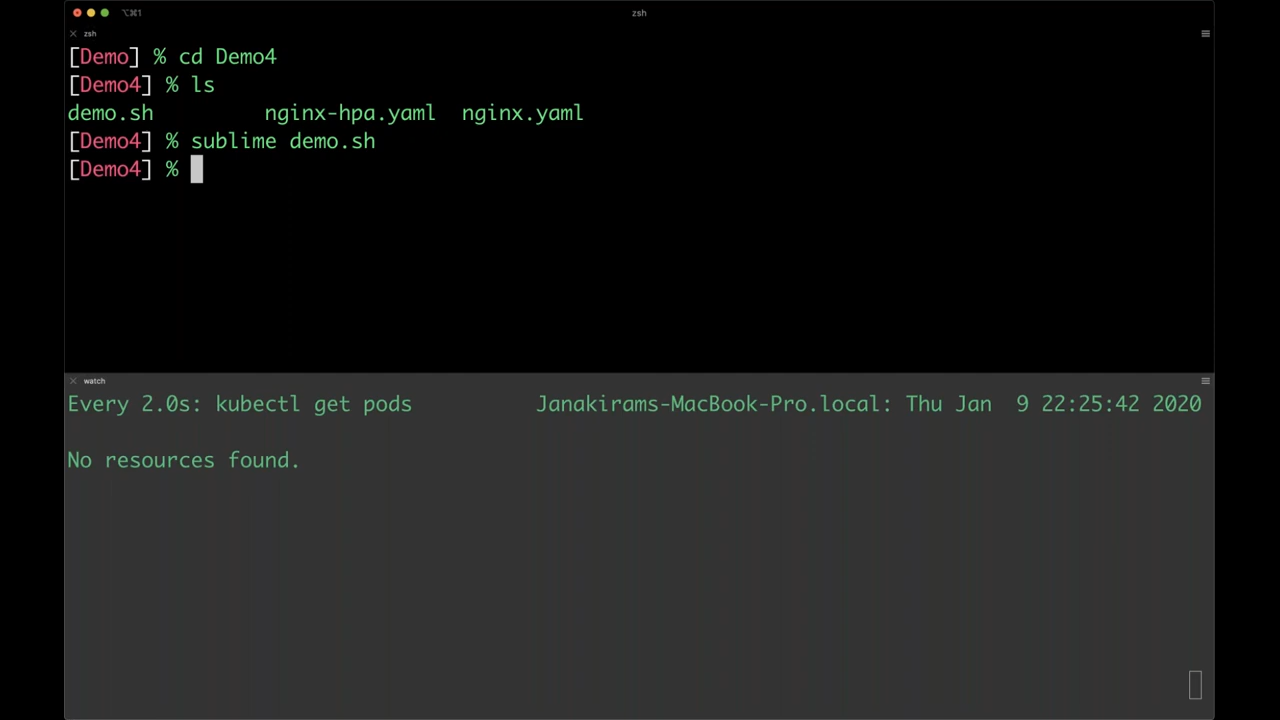 ⌥⌘1 zsh
zsh
[Demo] % cd Demo4
[Demo4] % ls
demo.sh nginx-hpa.yaml nginx.yaml
[Demo4] % sublime demo.sh
[Demo4] %
watch
Every 2.0s: kubectl get pods Janakirams-MacBook-Pro.local: Thu Jan 9 22:25:42 2020
No resources found.